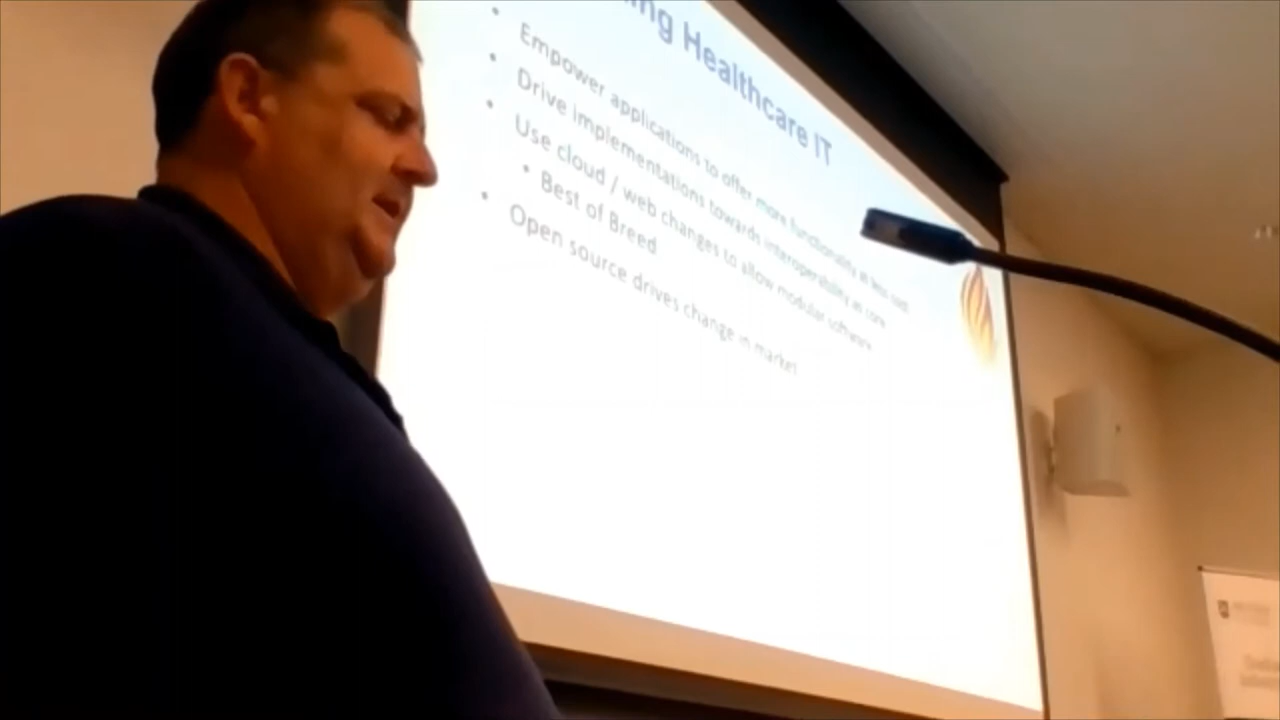 ing Healthcare IT
Empower applications to offer more functionality at less cost
Drive implementations towards interoperability as core
Use cloud / web changes to allow modular software
Best of Breed
Open source drives change in market